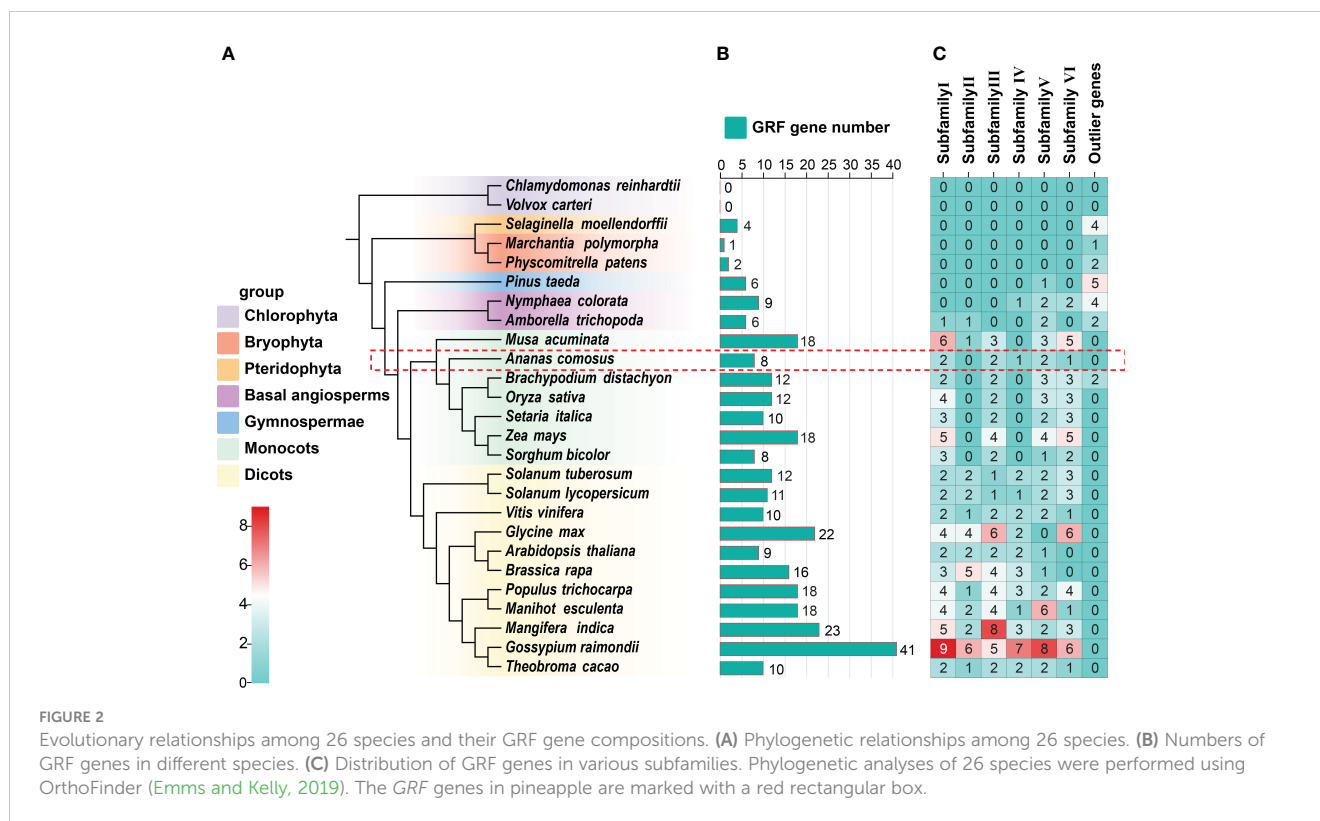 A
B
C
GRF gene number
0 5 10 15 20 25 30 35 40
SubfamilyI
SubfamilyII
SubfamilyIII
Subfamily IV
SubfamilyV
Subfamily VI
Outlier genes
Chlamydomonas reinhardtii 0 0 0 0 0 0 0 0
Volvox carteri 0 0 0 0 0 0 0 0
Selaginella moellendorffii 4 0 0 0 0 0 0 4
Marchantia polymorpha 1 0 0 0 0 0 0 1
Physcomitrella patens 2 0 0 0 0 0 0 2
Pinus taeda 6 0 0 0 0 1 0 5
Nymphaea colorata 9 0 0 0 1 2 2 4
Amborella trichopoda 6 1 1 0 0 2 0 2
Musa acuminata 18 6 1 3 0 3 5 0
Ananas comosus 8 2 0 2 1 2 1 0
Brachypodium distachyon 12 2 0 2 0 3 3 2
Oryza sativa 12 4 0 2 0 3 3 0
Setaria italica 10 3 0 2 0 2 3 0
Zea mays 18 5 0 4 0 4 5 0
Sorghum bicolor 8 3 0 2 0 1 2 0
Solanum tuberosum 12 2 2 1 2 2 3 0
Solanum lycopersicum 11 2 2 1 1 2 3 0
Vitis vinifera 10 2 1 2 2 2 1 0
Glycine max 22 4 4 6 2 0 6 0
Arabidopsis thaliana 9 2 2 2 2 1 0 0
Brassica rapa 16 3 5 4 3 1 0 0
Populus trichocarpa 18 4 1 4 3 2 4 0
Manihot esculenta 18 4 2 4 1 6 1 0
Mangifera indica 23 5 2 8 3 2 3 0
Gossypium raimondii 41 9 6 5 7 8 6 0
Theobroma cacao 10 2 1 2 2 2 1 0
group
Chlorophyta
Bryophyta
Pteridophyta
Basal angiosperms
Gymnospermae
Monocots
Dicots
8
6
4
2
0
FIGURE 2
Evolutionary relationships among 26 species and their GRF gene compositions. (A) Phylogenetic relationships among 26 species. (B) Numbers of
GRF genes in different species. (C) Distribution of GRF genes in various subfamilies. Phylogenetic analyses of 26 species were performed using
OrthoFinder (Emms and Kelly, 2019). The GRF genes in pineapple are marked with a red rectangular box.